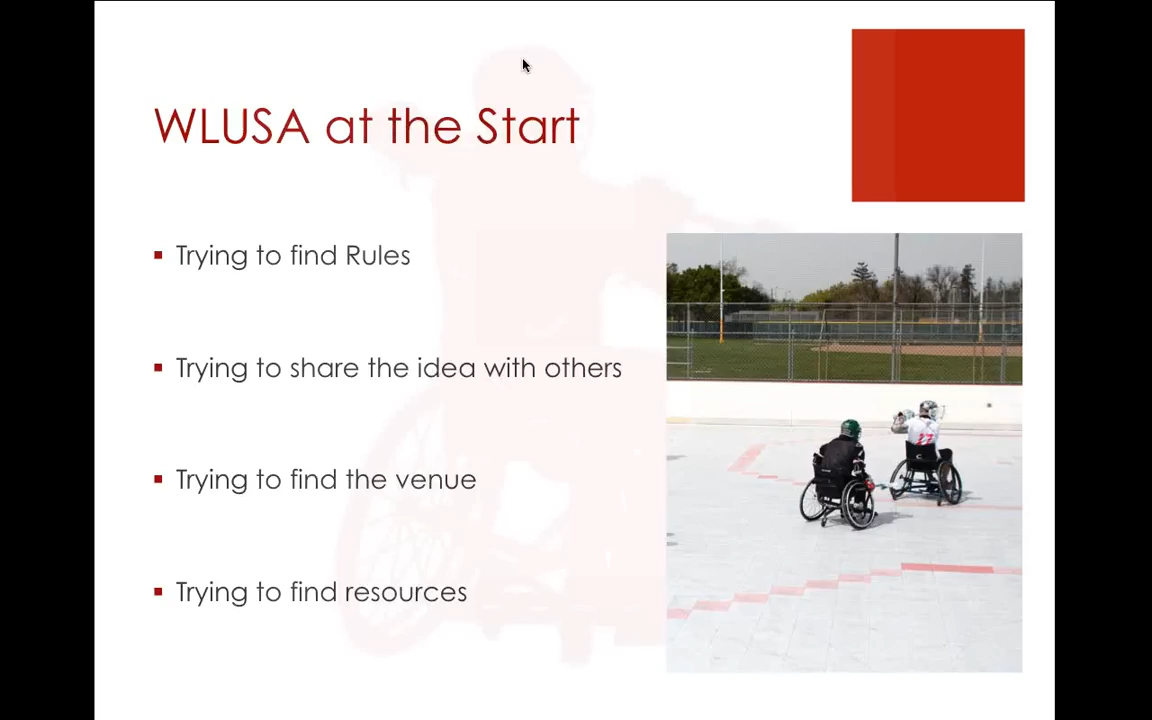 WLUSA at the Start
Trying to find Rules
Trying to share the idea with others
Trying to find the venue
Trying to find resources
27